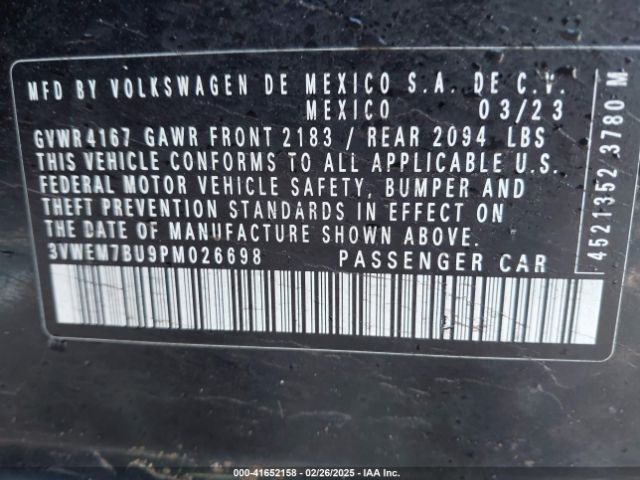 MFD BY VOLKSWAGEN DE MEXICO S.A. DE C.V.
MEXICO 03/23
GVWR 4167 GAWR FRONT 2183 / REAR 2094 LBS
THIS VEHICLE CONFORMS TO ALL APPLICABLE U.S.
FEDERAL MOTOR VEHICLE SAFETY, BUMPER AND
THEFT PREVENTION STANDARDS IN EFFECT ON
THE DATE OF MANUFACTURE SHOWN ABOVE.
3VWEM7BU9PM026698 PASSENGER CAR
4521352 3780 M
000-41652158 - 02/26/2025 - IAA Inc.